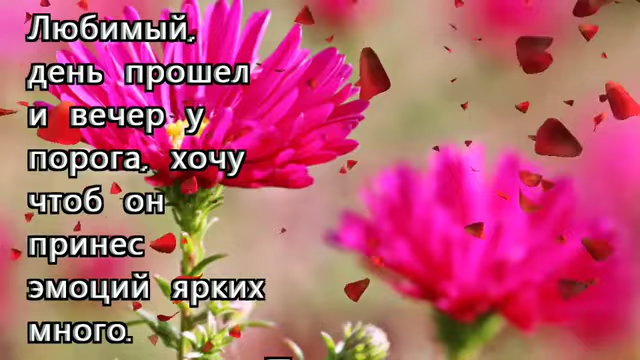 Любимый,
день прошел
и вечер у
порога, хочу
чтоб он
принес
эмоций ярких
много.